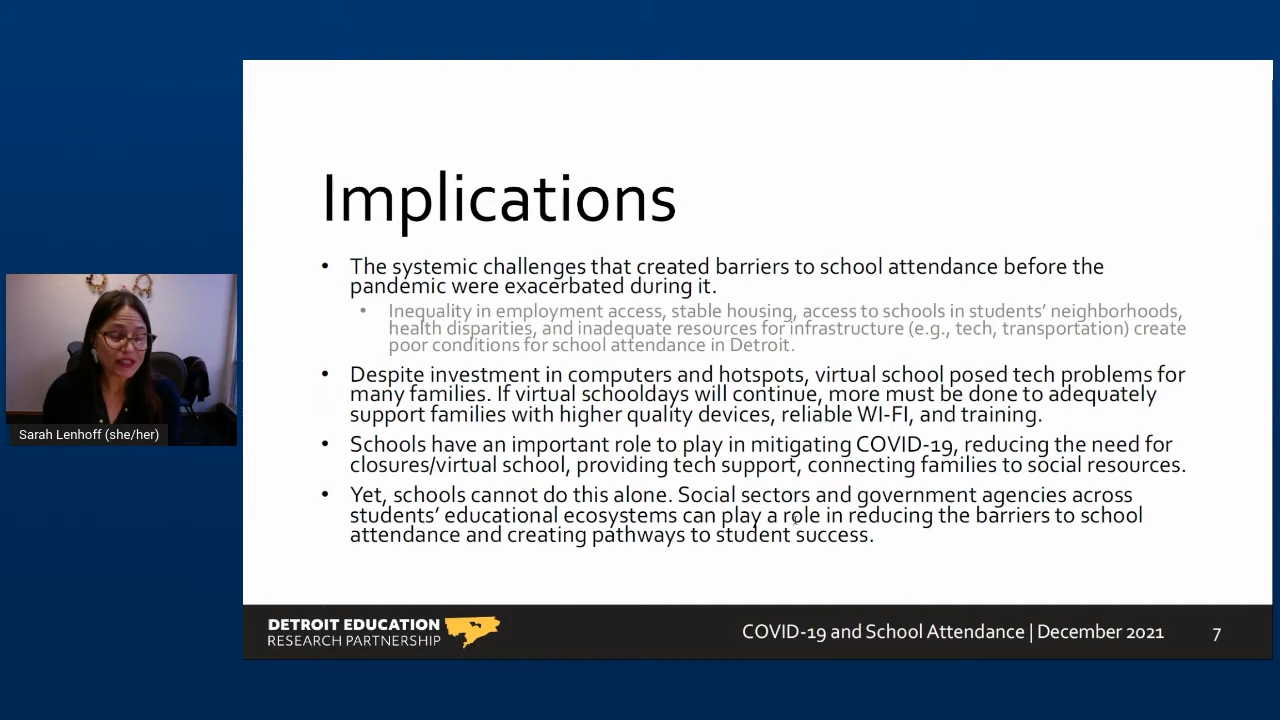 Implications
• The systemic challenges that created barriers to school attendance before the
pandemic were exacerbated during it.
• Inequality in employment access, stable housing, access to schools in students’ neighborhoods,
health disparities, and inadequate resources for infrastructure (e.g., tech, transportation) create
poor conditions for school attendance in Detroit.
• Despite investment in computers and hotspots, virtual school posed tech problems for
many families. If virtual schooldays will continue, more must be done to adequately
support families with higher quality devices, reliable WI-FI, and training.
• Schools have an important role to play in mitigating COVID-19, reducing the need for
closures/virtual school, providing tech support, connecting families to social resources.
• Yet, schools cannot do this alone. Social sectors and government agencies across
students’ educational ecosystems can play a role in reducing the barriers to school
attendance and creating pathways to student success.
Sarah Lenhoff (she/her)
DETROIT EDUCATION
RESEARCH PARTNERSHIP
COVID-19 and School Attendance | December 2021 7